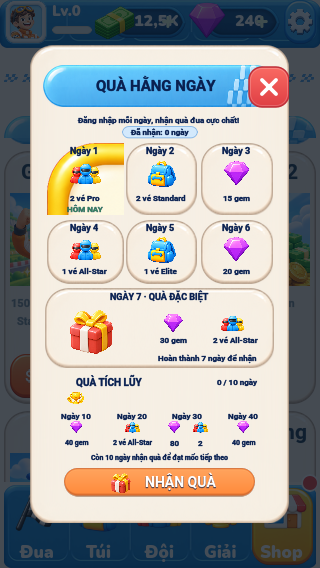 Lv.0
12,5K
240
QUÀ HẰNG NGÀY
Đăng nhập mỗi ngày, nhận quà đua cực chất!
Đã nhận: 0 ngày
Ngày 1
Ngày 2
Ngày 3
2 vé Pro
2 vé Standard
15 gem
HÔM NAY
Ngày 4
Ngày 5
Ngày 6
1 vé All-Star
1 vé Elite
20 gem
NGÀY 7 · QUÀ ĐẶC BIỆT
30 gem
2 vé All-Star
Hoàn thành 7 ngày để nhận
QUÀ TÍCH LŨY
0 / 10 ngày
Ngày 10
Ngày 20
Ngày 30
Ngày 40
40 gem
2 vé All-Star
80
2
40 gem
Còn 10 ngày nhận quà để đạt mốc tiếp theo
NHẬN QUÀ
Đua
Túi
Đội
Giải
Shop